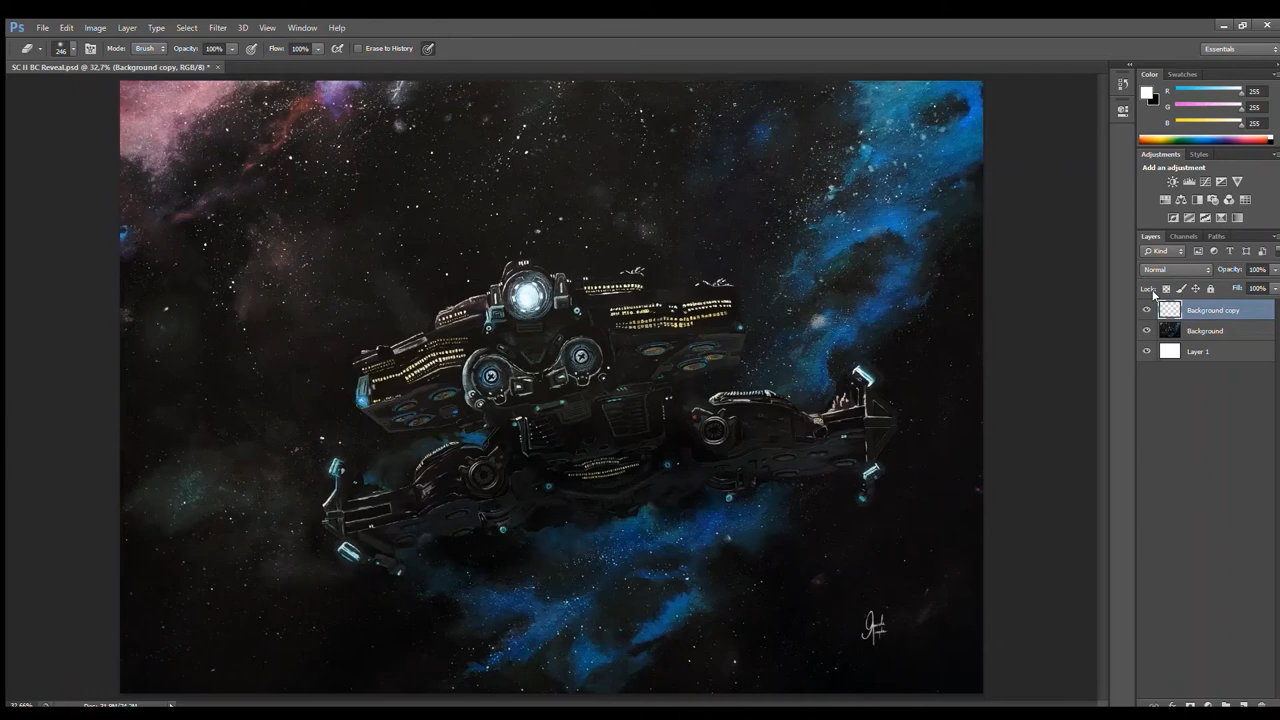 Ps File Edit Image Layer Type Select Filter 3D View Window Help
246 Mode: Brush Opacity: 100% Flow: 100% Erase to History Essentials
SC II BC Reveal.psd @ 32,7% (Background copy, RGB/8) * ×
Color Swatches
R 255
G 255
B 255
Adjustments Styles
Add an adjustment
Layers Channels Paths
Kind
Normal Opacity: 100%
Lock: Fill: 100%
Background copy
Background
Layer 1
32,66%